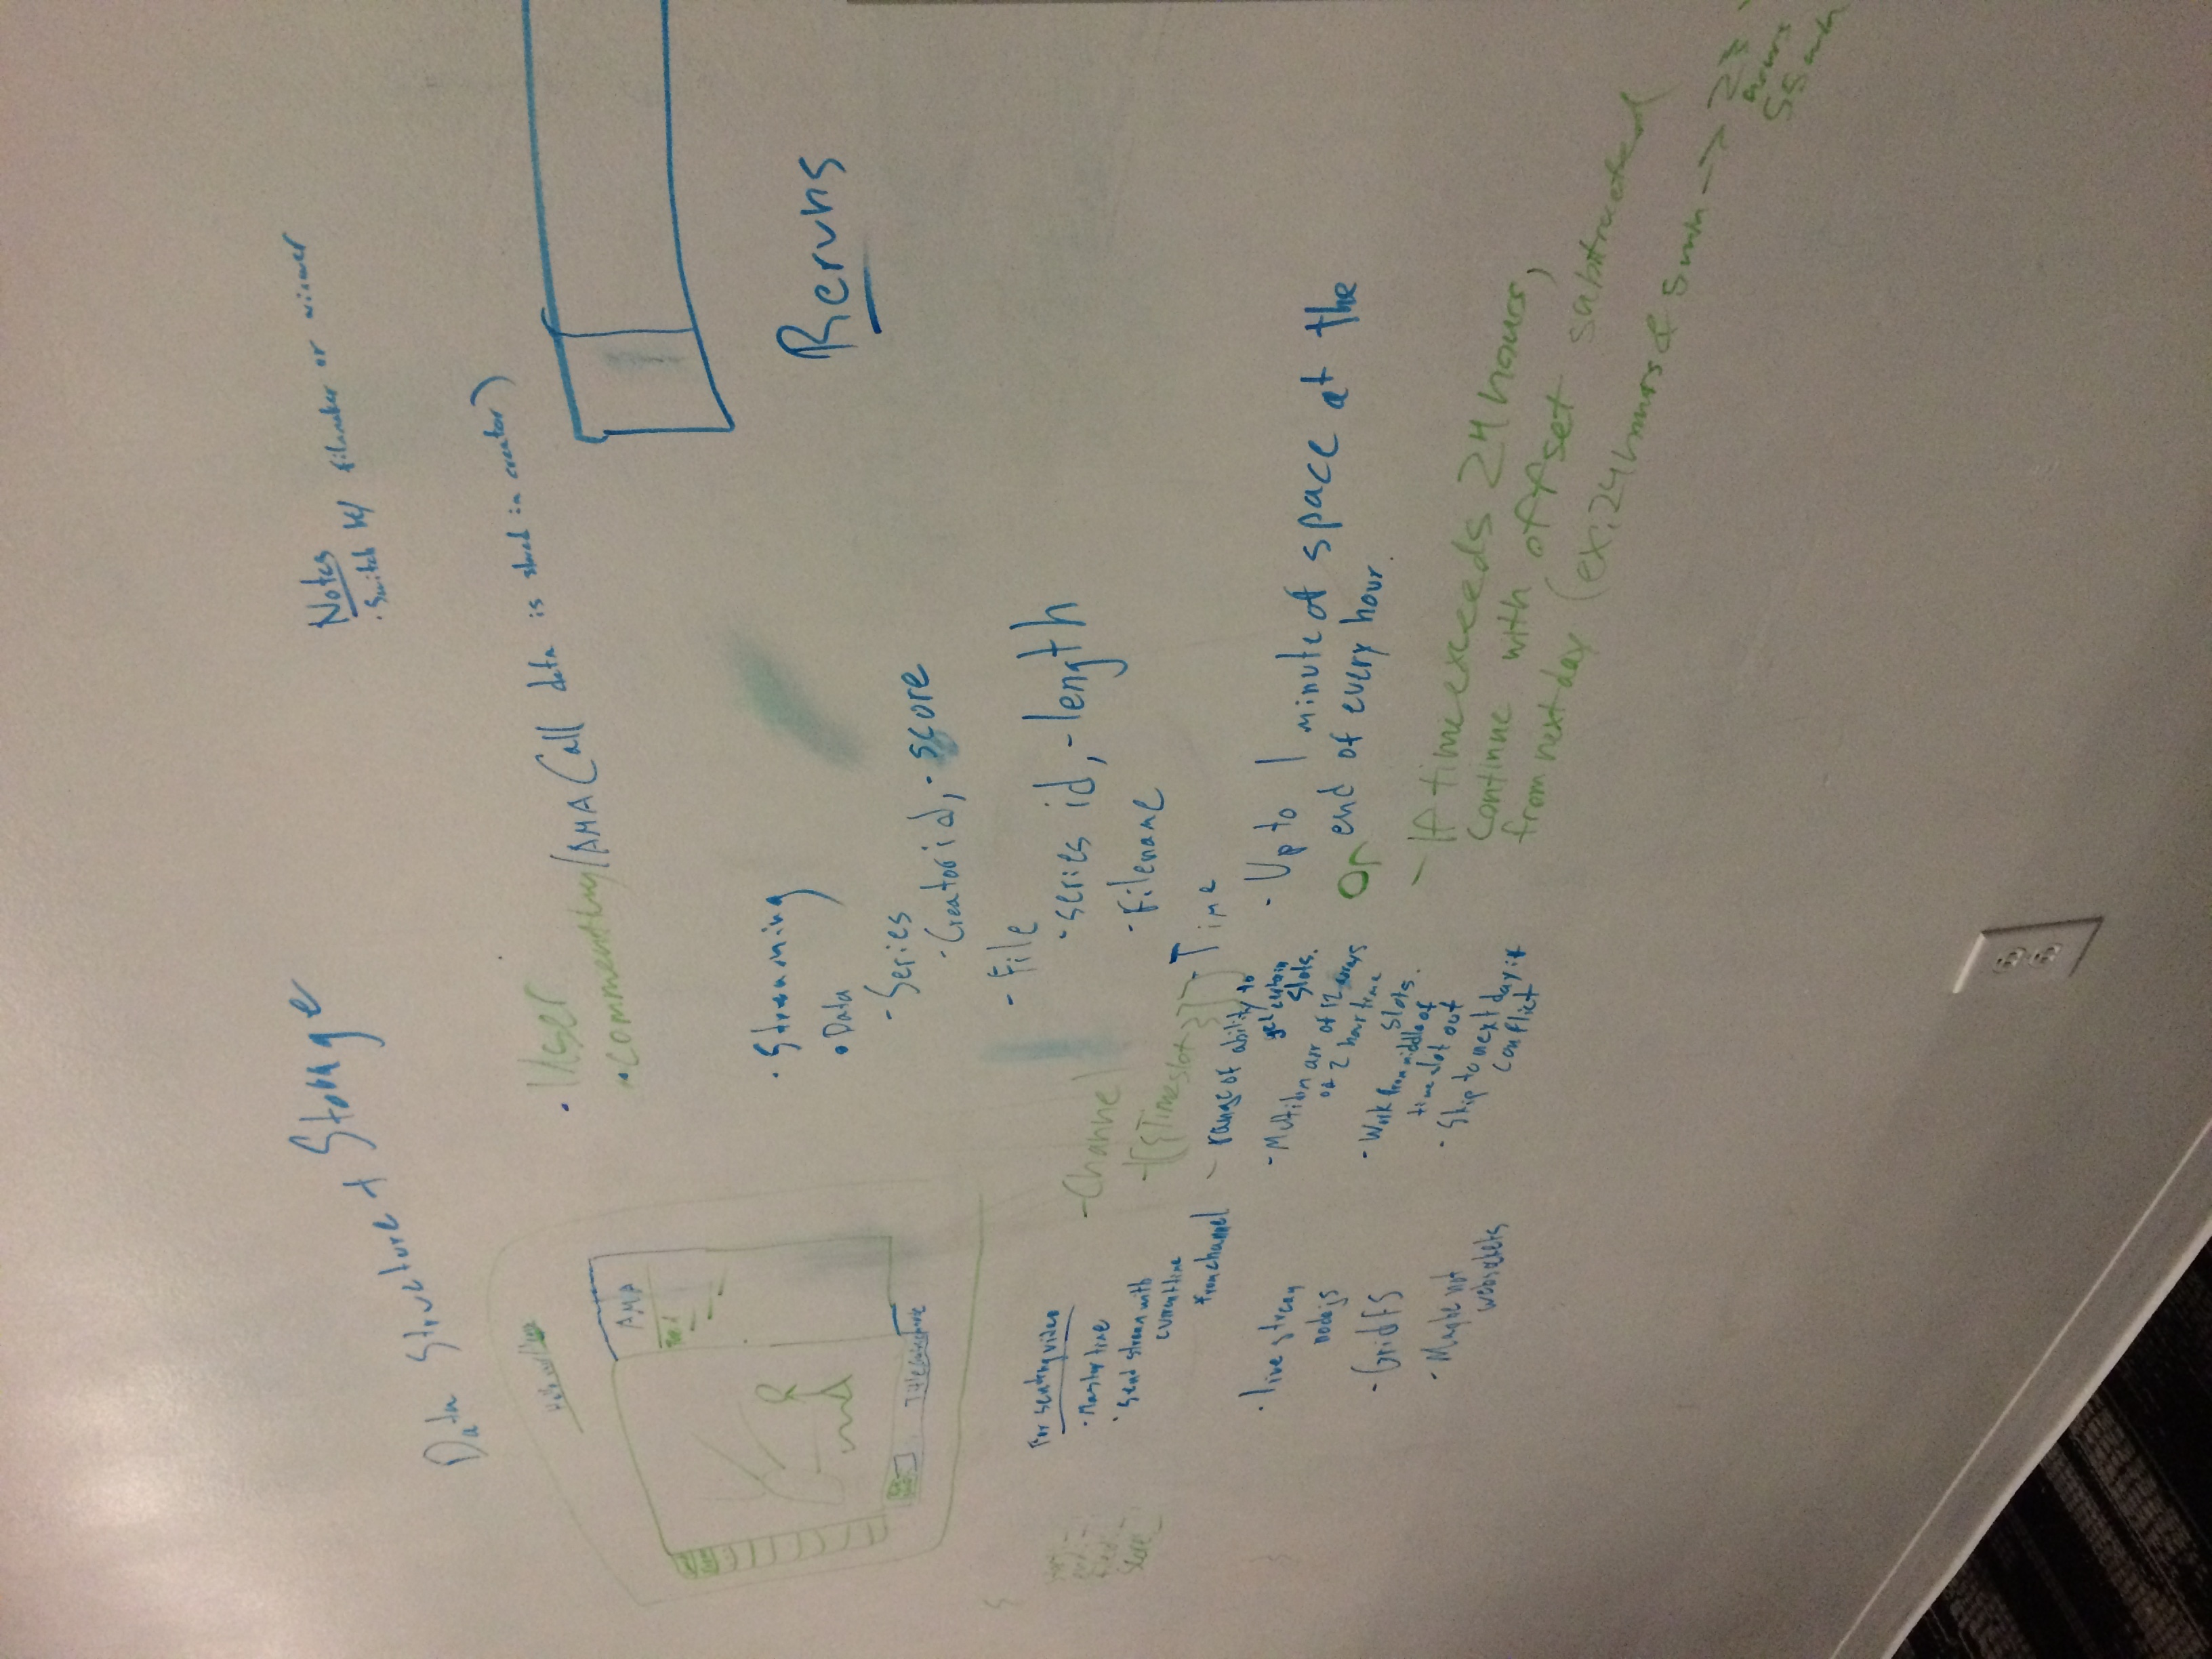 Data Structure + Storage
Notes
· Switch b/ filmaker or viewer
AMA
· User
· Commenting/AMA (all data is stored in creator)
Reruns
· Streaming
• Data
- Series
- Creator id, - score
- File
- series id, - length
- Filename
- Time
- Up to 1 minute of space at the
end of every hour.
Or
- If time exceeds 24 hours,
continue with offset subtracted
from next day (ex: 24 hours & 5 min ->
hours
55 min
For sending video
· Master time
· Send stream with
current time
from channel
· live stream
nodejs
- GridFS
- Maybe not
websockets
- Channel
- [{Timeslot}]
- range of ability to
get certain
slots.
- Multidim arr of 12 arrays
of 2 hour time
slots.
- Work from middle of
time slot out
· Skip to next day if
conflict